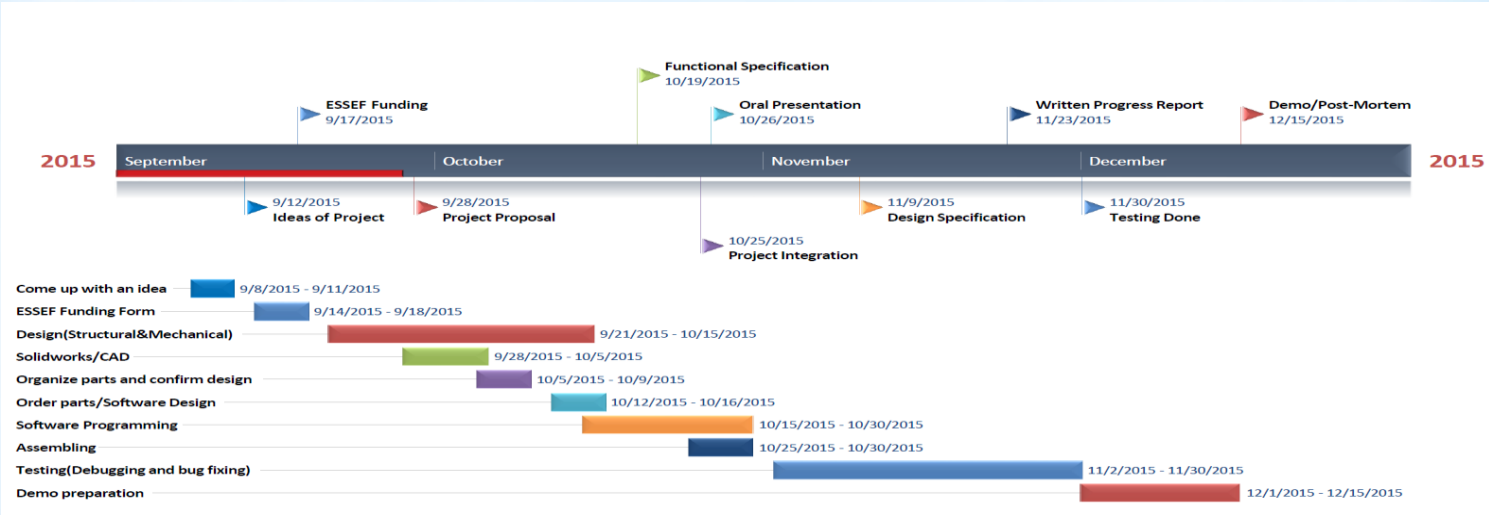 Functional Specification
10/19/2015
ESSEF Funding
9/17/2015
Oral Presentation
10/26/2015
Written Progress Report
11/23/2015
Demo/Post-Mortem
12/15/2015
2015 September October November December 2015
9/12/2015
Ideas of Project
9/28/2015
Project Proposal
11/9/2015
Design Specification
11/30/2015
Testing Done
10/25/2015
Project Integration
Come up with an idea 9/8/2015 - 9/11/2015
ESSEF Funding Form 9/14/2015 - 9/18/2015
Design(Structural&Mechanical) 9/21/2015 - 10/15/2015
Solidworks/CAD 9/28/2015 - 10/5/2015
Organize parts and confirm design 10/5/2015 - 10/9/2015
Order parts/Software Design 10/12/2015 - 10/16/2015
Software Programming 10/15/2015 - 10/30/2015
Assembling 10/25/2015 - 10/30/2015
Testing(Debugging and bug fixing) 11/2/2015 - 11/30/2015
Demo preparation 12/1/2015 - 12/15/2015